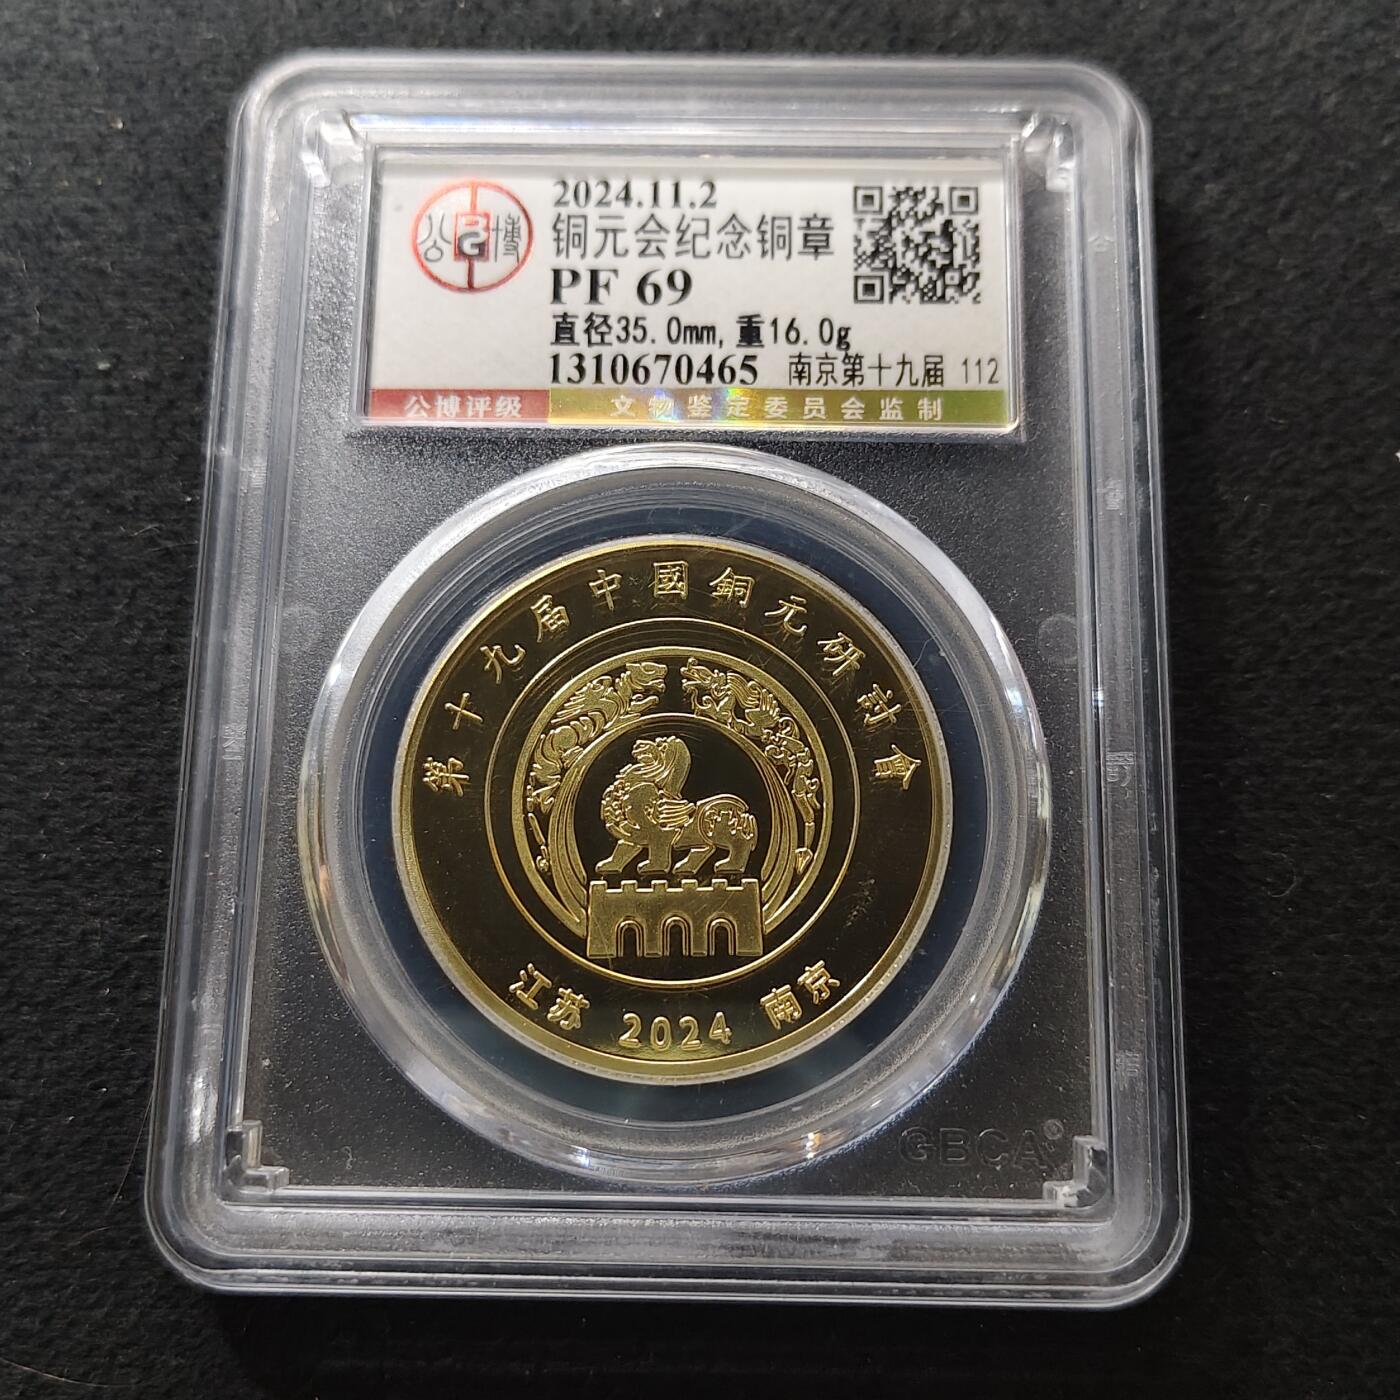 公博
2024.11.2
铜元会纪念铜章
PF 69
直径35.0mm,重16.0g
1310670465 南京第十九届 112
公博评级 文物鉴定委员会监制
第十九届中國銅元研討會
江苏 2024 南京
GBCA